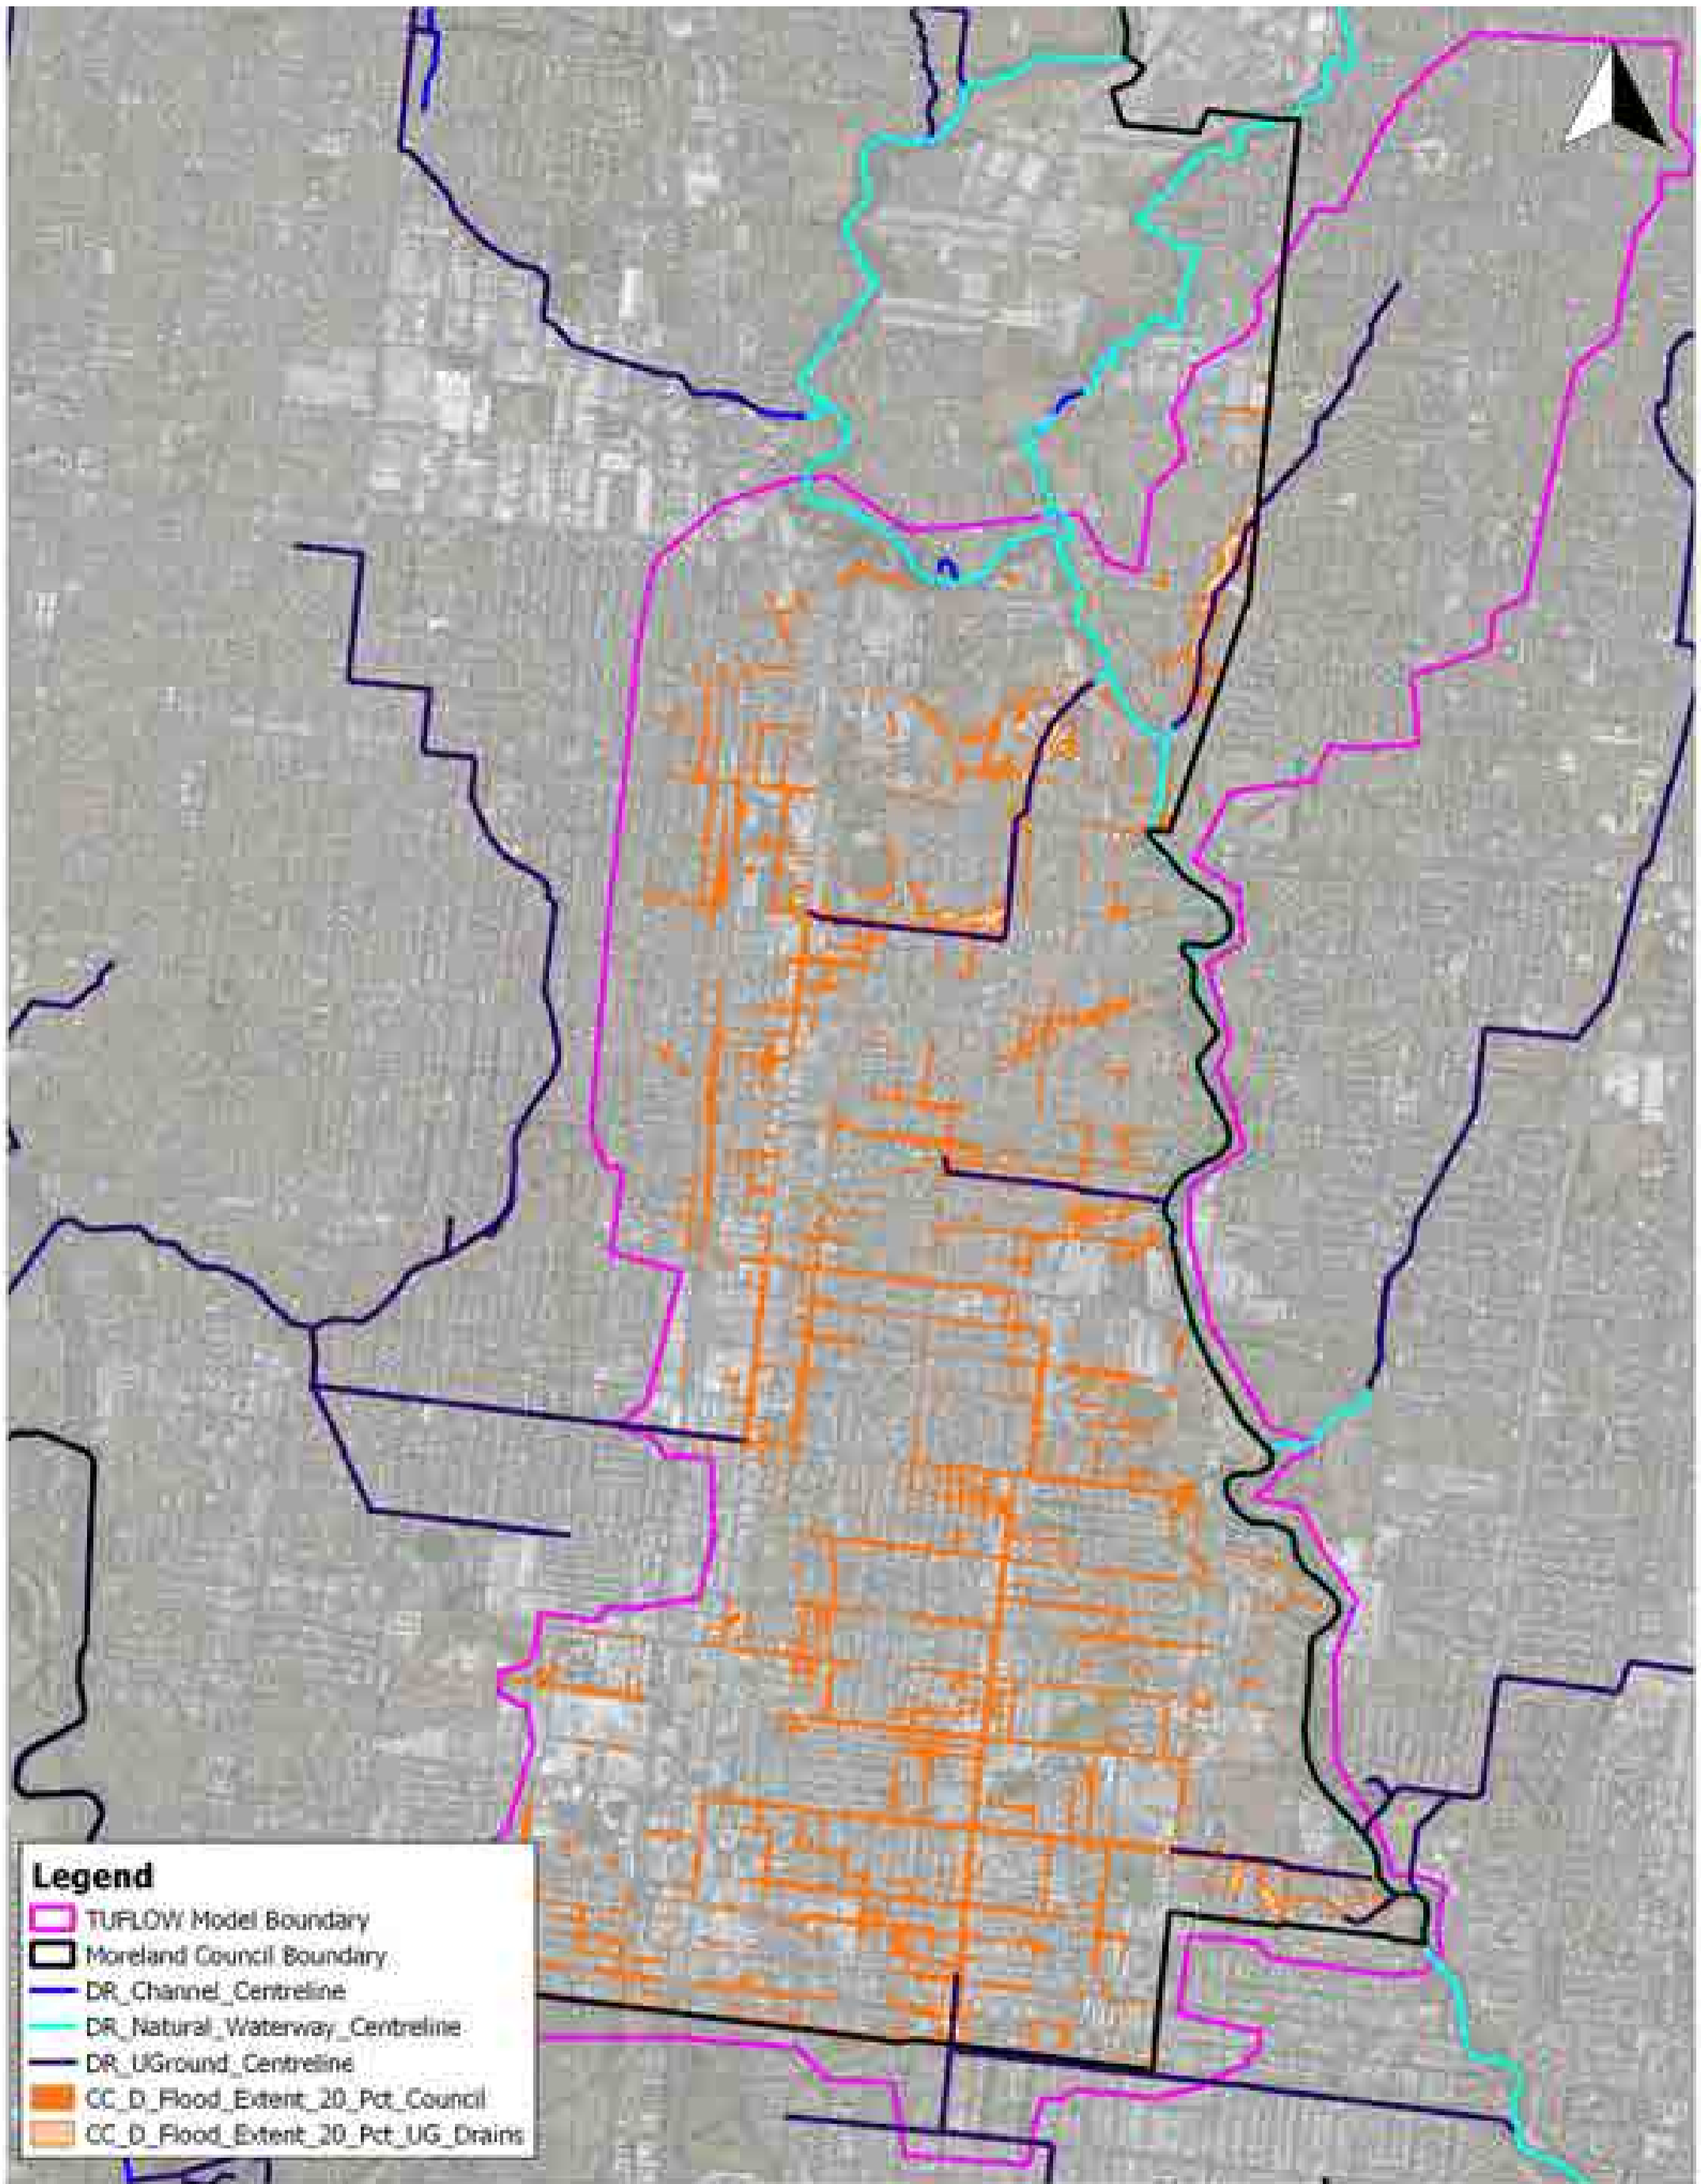 Legend
TUFLOW Model Boundary
Moreland Council Boundary
DR_Channel_Centreline
DR_Natural_Waterway_Centreline
DR_UGround_Centreline
CC_D_Flood_Extent_20_Pct_Council
CC_D_Flood_Extent_20_Pct_UG_Drains